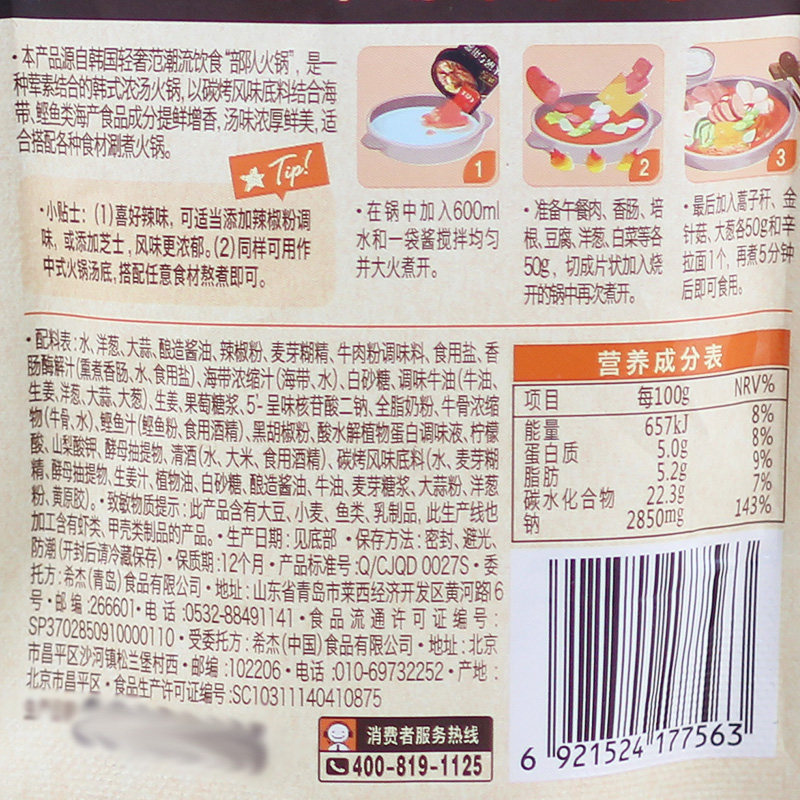 ·本产品源自韩国轻奢范潮流饮食"部队火锅",是一
种荤素结合的韩式浓汤火锅,以碳烤风味底料结合海
带、鲣鱼类海产食品成分提鲜增香,汤味浓厚鲜美,适
合搭配各种食材涮煮火锅。
Tip!
·小贴士:(1)喜好辣味,可适当添加辣椒粉调
味,或添加芝士,风味更浓郁。(2)同样可用作
中式火锅汤底,搭配任意食材熬煮即可。
1
·在锅中加入600ml
水和一袋酱搅拌均匀
并大火煮开。
2
·准备午餐肉、香肠、培
根、豆腐、洋葱、白菜等各
50g,切成片状加入烧
开的锅中再次煮开。
3
·最后加入蒿子秆、金
针菇、大葱各50g和辛
拉面1个,再煮5分钟
后即可食用。
·配料表:水、洋葱、大蒜、酿造酱油、辣椒粉、麦芽糊精、牛肉粉调味料、食用盐、香
肠酶解汁(熏煮香肠、水、食用盐)、海带浓缩汁(海带、水)、白砂糖、调味牛油(牛油、
生姜、洋葱、大蒜、大葱)、生姜、果葡糖浆、5'-呈味核苷酸二钠、全脂奶粉、牛骨浓缩
物(牛骨、水)、鲣鱼汁(鲣鱼粉、食用酒精)、黑胡椒粉、酸水解植物蛋白调味液、柠檬
酸、山梨酸钾、酵母抽提物、清酒(水、大米、食用酒精)、碳烤风味底料(水、麦芽糊
精、酵母抽提物、生姜汁、植物油、白砂糖、酿造酱油、牛油、麦芽糖浆、大蒜粉、洋葱
粉、黄原胶)。·致敏物质提示:此产品含有大豆、小麦、鱼类、乳制品,此生产线也
加工含有虾类、甲壳类制品的产品。·生产日期:见底部·保存方法:密封、避光、
防潮(开封后请冷藏保存)·保质期:12个月·产品标准号:Q/CJQD 0027S·委
托方:希杰(青岛)食品有限公司·地址:山东省青岛市莱西经济开发区黄河路16
号·邮编:266601·电话:0532-88491141·食品流通许可证编号:
SP3702850910000110·受委托方:希杰(中国)食品有限公司·地址:北京
市昌平区沙河镇松兰堡村西·邮编:102206·电话:010-69732252·产地:
北京市昌平区·食品生产许可证编号:SC10311140410875
营养成分表
项目 每100g NRV%
能量 657kJ 8%
蛋白质 5.0g 8%
脂肪 5.2g 9%
碳水化合物 22.3g 7%
钠 2850mg 143%
6 921524 177563
消费者服务热线
400-819-1125